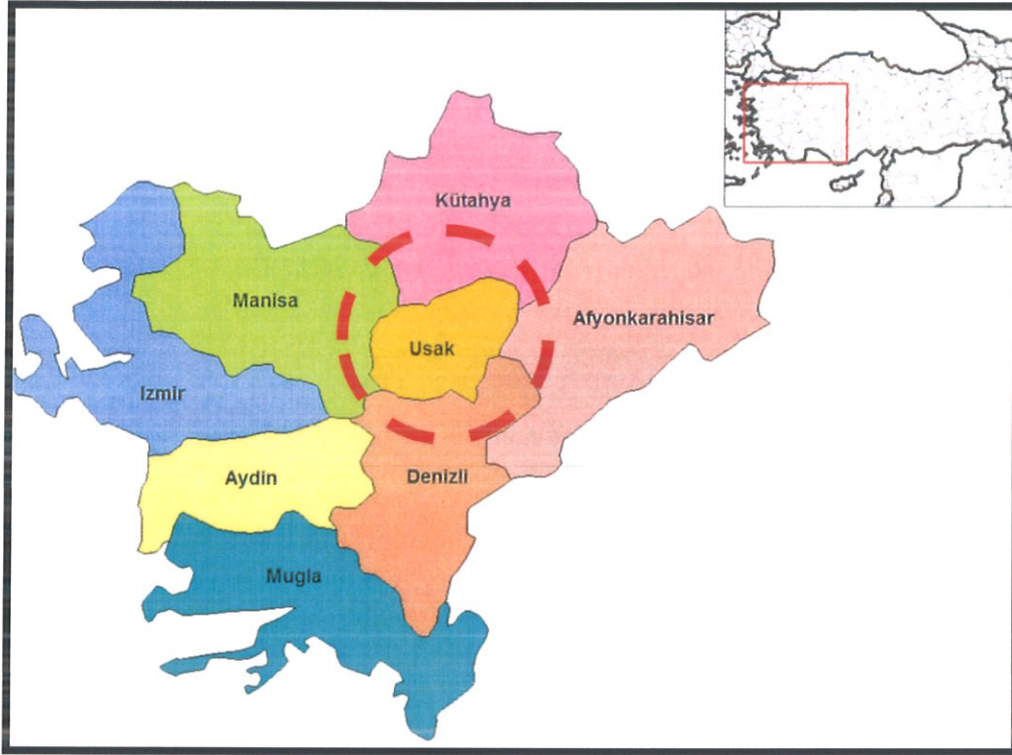 Kütahya
Manisa
Afyonkarahisar
Usak
Izmir
Aydin
Denizli
Mugla